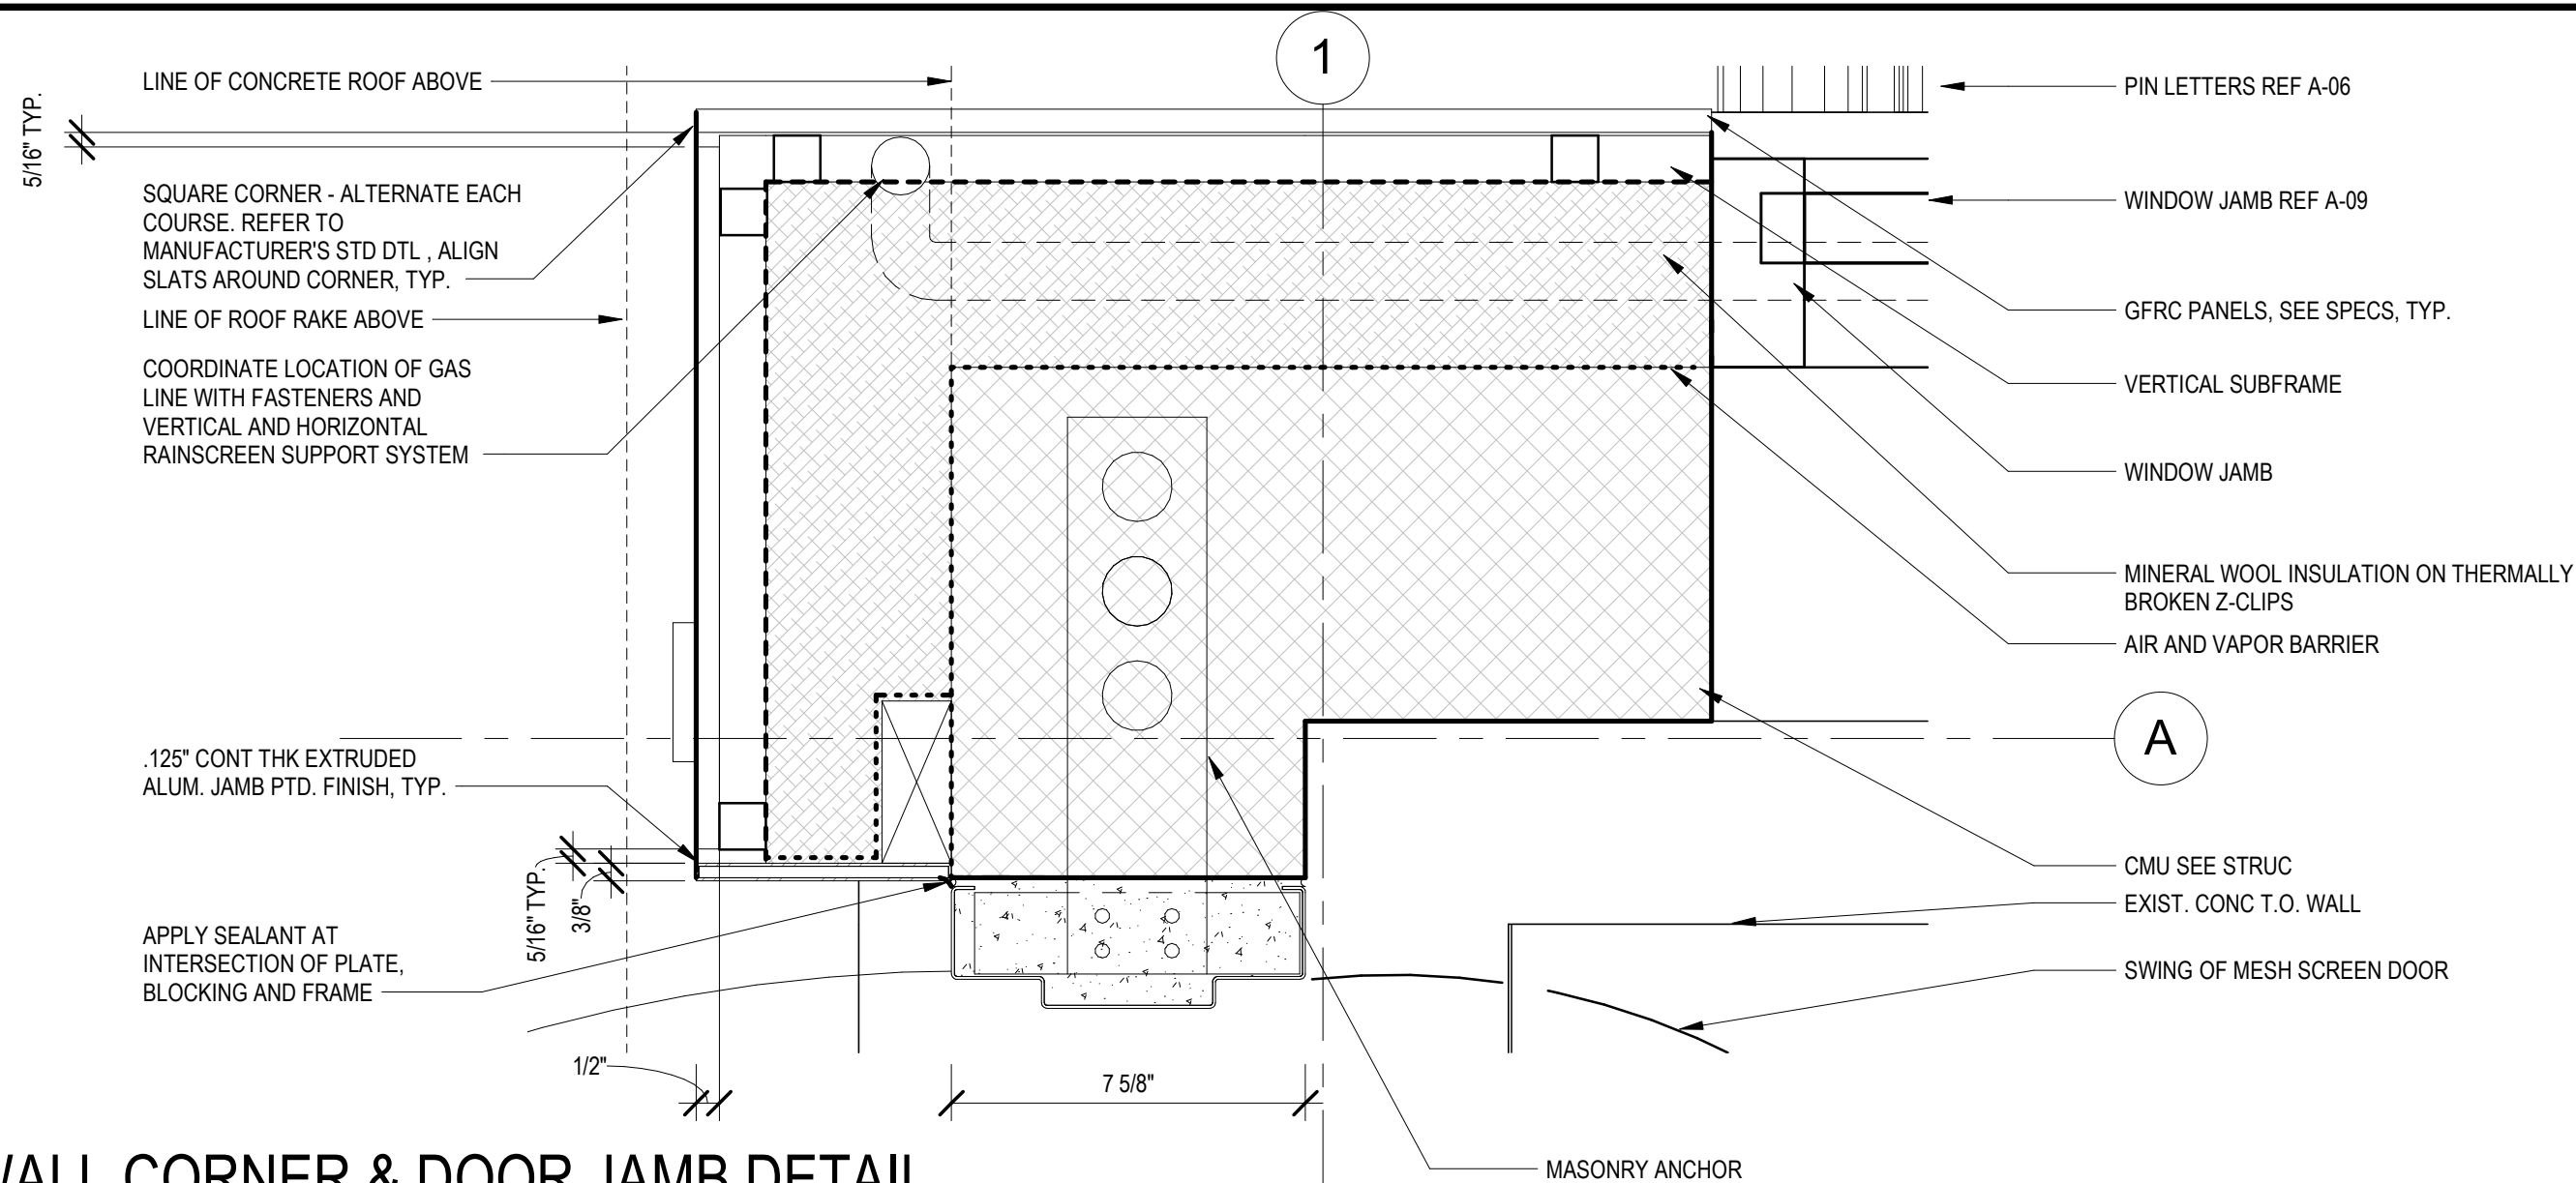 1
LINE OF CONCRETE ROOF ABOVE
5/16" TYP.
SQUARE CORNER - ALTERNATE EACH
COURSE. REFER TO
MANUFACTURER'S STD DTL , ALIGN
SLATS AROUND CORNER, TYP.
LINE OF ROOF RAKE ABOVE
COORDINATE LOCATION OF GAS
LINE WITH FASTENERS AND
VERTICAL AND HORIZONTAL
RAINSCREEN SUPPORT SYSTEM
.125" CONT THK EXTRUDED
ALUM. JAMB PTD. FINISH, TYP.
5/16" TYP.
3/8"
APPLY SEALANT AT
INTERSECTION OF PLATE,
BLOCKING AND FRAME
1/2"
7 5/8"
PIN LETTERS REF A-06
WINDOW JAMB REF A-09
GFRC PANELS, SEE SPECS, TYP.
VERTICAL SUBFRAME
WINDOW JAMB
MINERAL WOOL INSULATION ON THERMALLY
BROKEN Z-CLIPS
AIR AND VAPOR BARRIER
A
CMU SEE STRUC
EXIST. CONC T.O. WALL
SWING OF MESH SCREEN DOOR
MASONRY ANCHOR
WALL CORNER & DOOR JAMB DETAIL